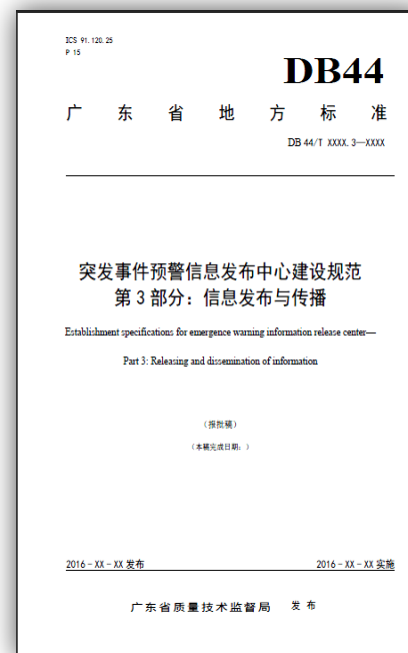 ICS 91.120.25
P 15
DB44
广东省地方标准
DB 44/T XXXX.3—XXXX
突发事件预警信息发布中心建设规范
第3部分：信息发布与传播
Establishment specifications for emergence warning information release center—
Part 3: Releasing and dissemination of information
（报批稿）
（本稿完成日期：）
2016-XX-XX 发布
2016-XX-XX 实施
广东省质量技术监督局 发布